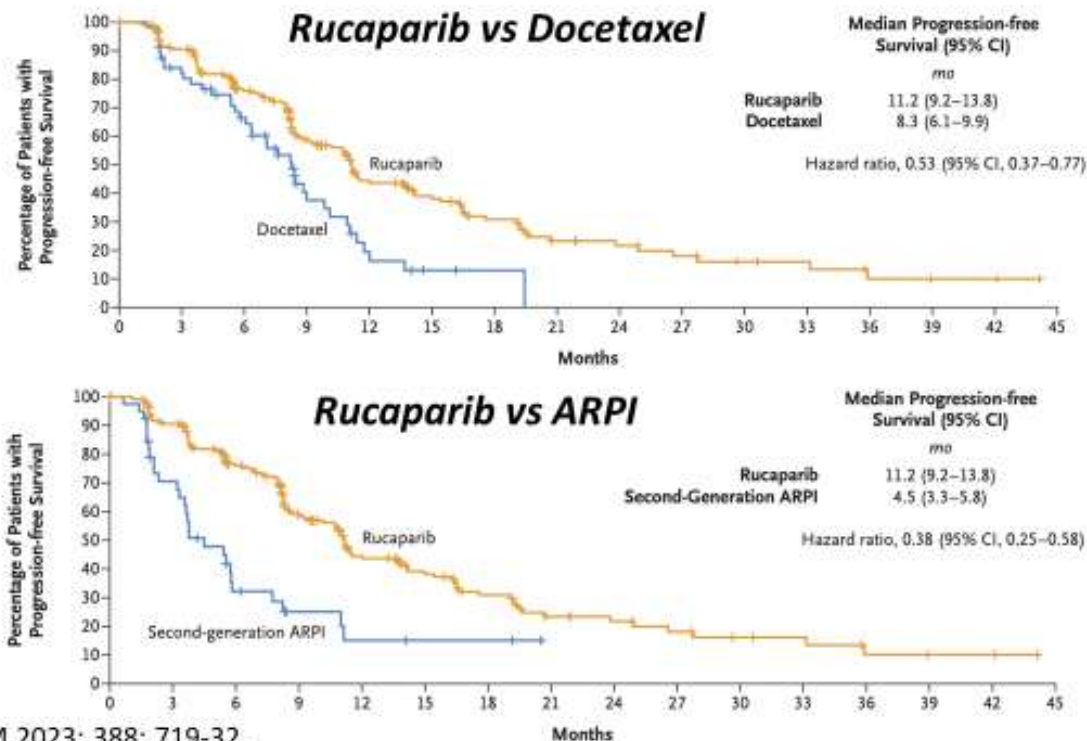 Rucaparib vs Docetaxel
Median Progression-free
Survival (95% CI)
mo
Rucaparib 11.2 (9.2–13.8)
Docetaxel 8.3 (6.1–9.9)
Hazard ratio, 0.53 (95% CI, 0.37–0.77)
Percentage of Patients with
Progression-free Survival
100
90
80
70
60
50
40
30
20
10
0
Rucaparib
Docetaxel
0 3 6 9 12 15 18 21 24 27 30 33 36 39 42 45
Months
Rucaparib vs ARPI
Median Progression-free
Survival (95% CI)
mo
Rucaparib 11.2 (9.2–13.8)
Second-Generation ARPI 4.5 (3.3–5.8)
Hazard ratio, 0.38 (95% CI, 0.25–0.58)
Percentage of Patients with
Progression-free Survival
100
90
80
70
60
50
40
30
20
10
0
Rucaparib
Second-generation ARPI
0 3 6 9 12 15 18 21 24 27 30 33 36 39 42 45
Months
M 2023; 388: 719-32